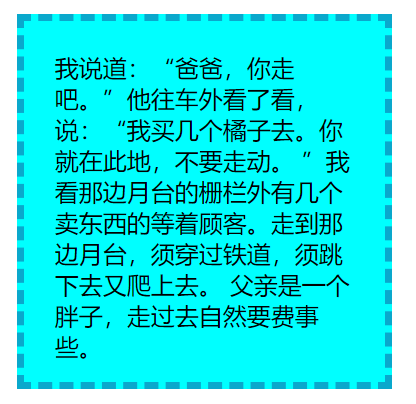 我说道：“爸爸，你走
吧。”他往车外看了看，
说：“我买几个橘子去。你
就在此地，不要走动。 ”我
看那边月台的栅栏外有几个
卖东西的等着顾客。走到那
边月台，须穿过铁道，须跳
下去又爬上去。 父亲是一个
胖子，走过去自然要费事
些。